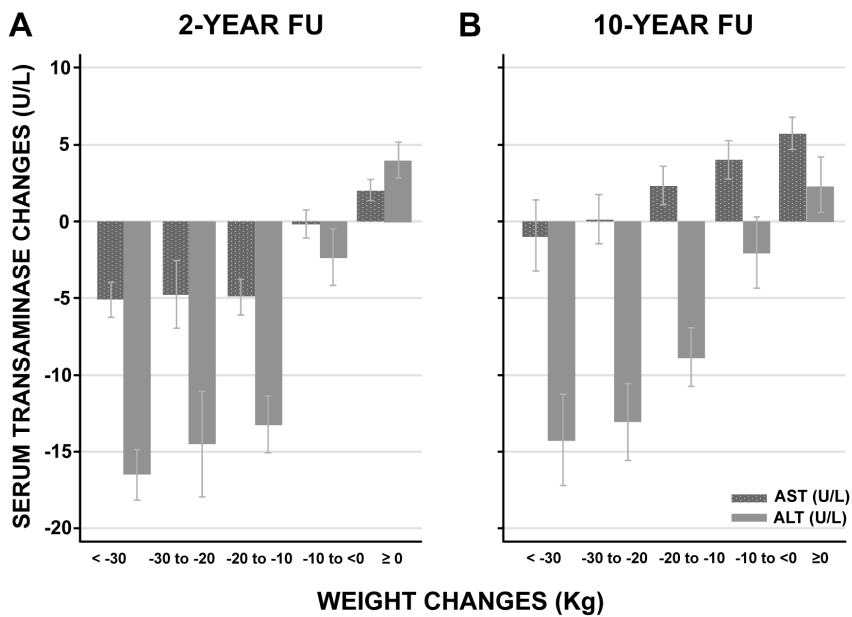 A
2-YEAR FU
B
10-YEAR FU
SERUM TRANSAMINASE CHANGES (U/L)
10
5
0
-5
-10
-15
-20
AST (U/L)
ALT (U/L)
< -30
-30 to -20
-20 to -10
-10 to <0
≥ 0
< -30
-30 to -20
-20 to -10
-10 to <0
≥0
WEIGHT CHANGES (Kg)